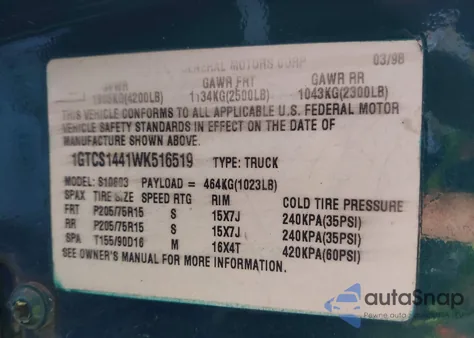 GENERAL MOTORS CORP 03/98
GVWR GAWR FRT GAWR RR
1905KG(4200LB) 1134KG(2500LB) 1043KG(2300LB)
THIS VEHICLE CONFORMS TO ALL APPLICABLE U.S. FEDERAL MOTOR
VEHICLE SAFETY STANDARDS IN EFFECT ON THE DATE OF
MANUFACTURE SHOWN ABOVE.
1GTCS1441WK516519 TYPE: TRUCK
MODEL: S10603 PAYLOAD = 464KG(1023LB)
SPAX TIRE SIZE SPEED RTG RIM COLD TIRE PRESSURE
FRT P205/75R15 S 15X7J 240KPA(35PSI)
RR P205/75R15 S 15X7J 240KPA(35PSI)
SPA T155/90D16 M 16X4T 420KPA(60PSI)
SEE OWNER'S MANUAL FOR MORE INFORMATION.
autoSnap